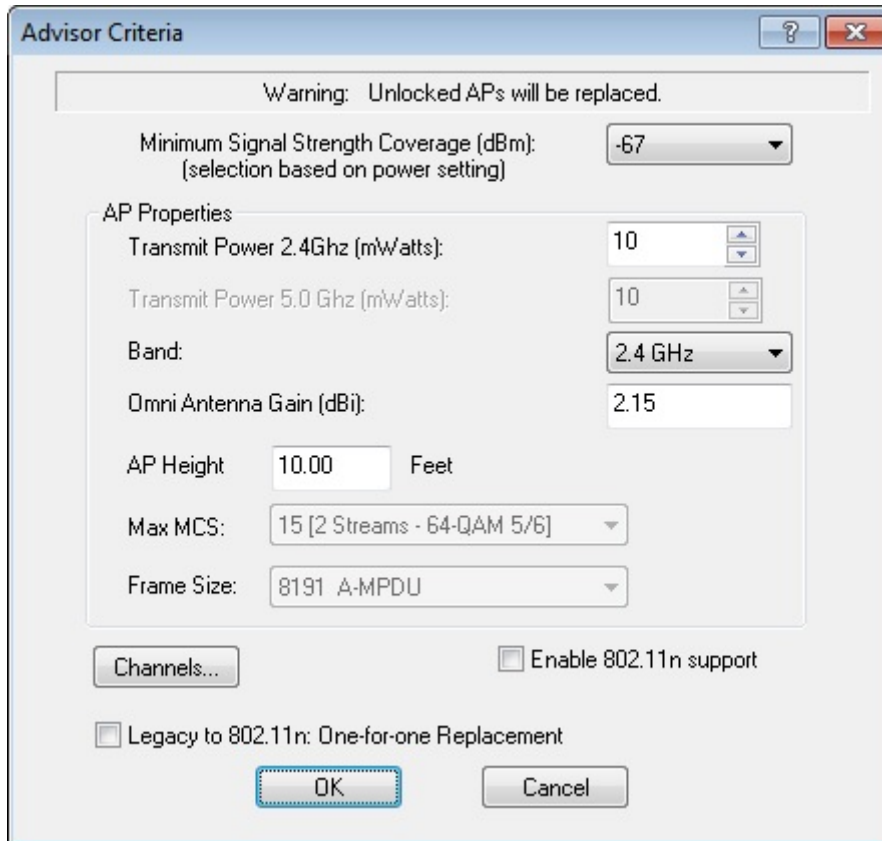 Advisor Criteria
Warning: Unlocked APs will be replaced.
Minimum Signal Strength Coverage (dBm): -67
(selection based on power setting)
AP Properties
Transmit Power 2.4Ghz (mWatts): 10
Transmit Power 5.0 Ghz (mWatts): 10
Band: 2.4 GHz
Omni Antenna Gain (dBi): 2.15
AP Height 10.00 Feet
Max MCS: 15 [2 Streams - 64-QAM 5/6]
Frame Size: 8191 A-MPDU
Channels... Enable 802.11n support
Legacy to 802.11n: One-for-one Replacement
OK Cancel